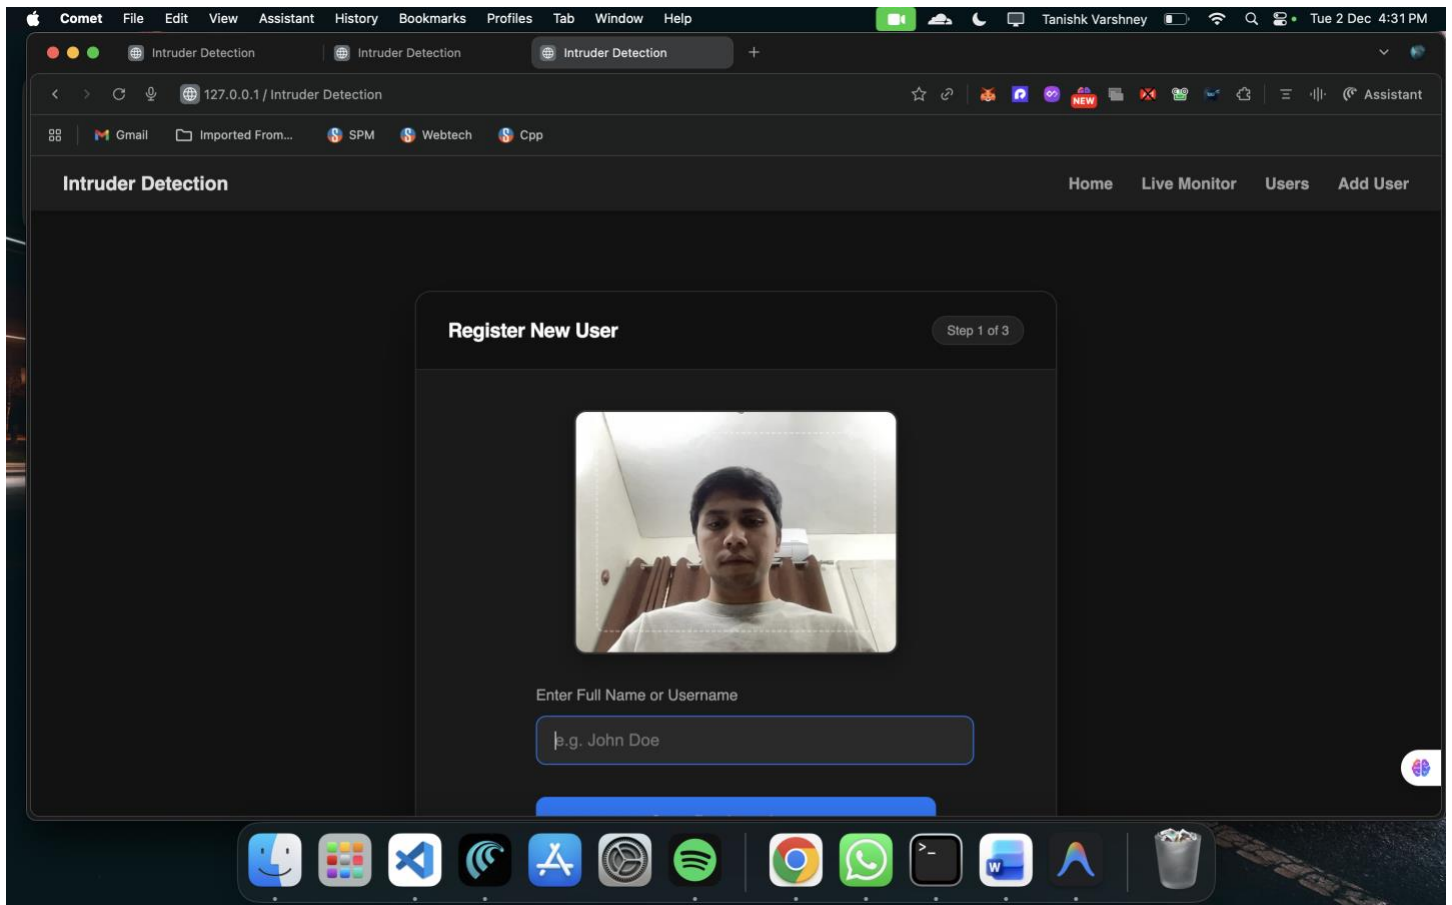 Comet File Edit View Assistant History Bookmarks Profiles Tab Window Help Tanishk Varshney Tue 2 Dec 4:31 PM
Intruder Detection Intruder Detection Intruder Detection
127.0.0.1 / Intruder Detection NEW Assistant
Gmail Imported From... SPM Webtech Cpp
Intruder Detection Home Live Monitor Users Add User
Register New User Step 1 of 3
Enter Full Name or Username
e.g. John Doe
W